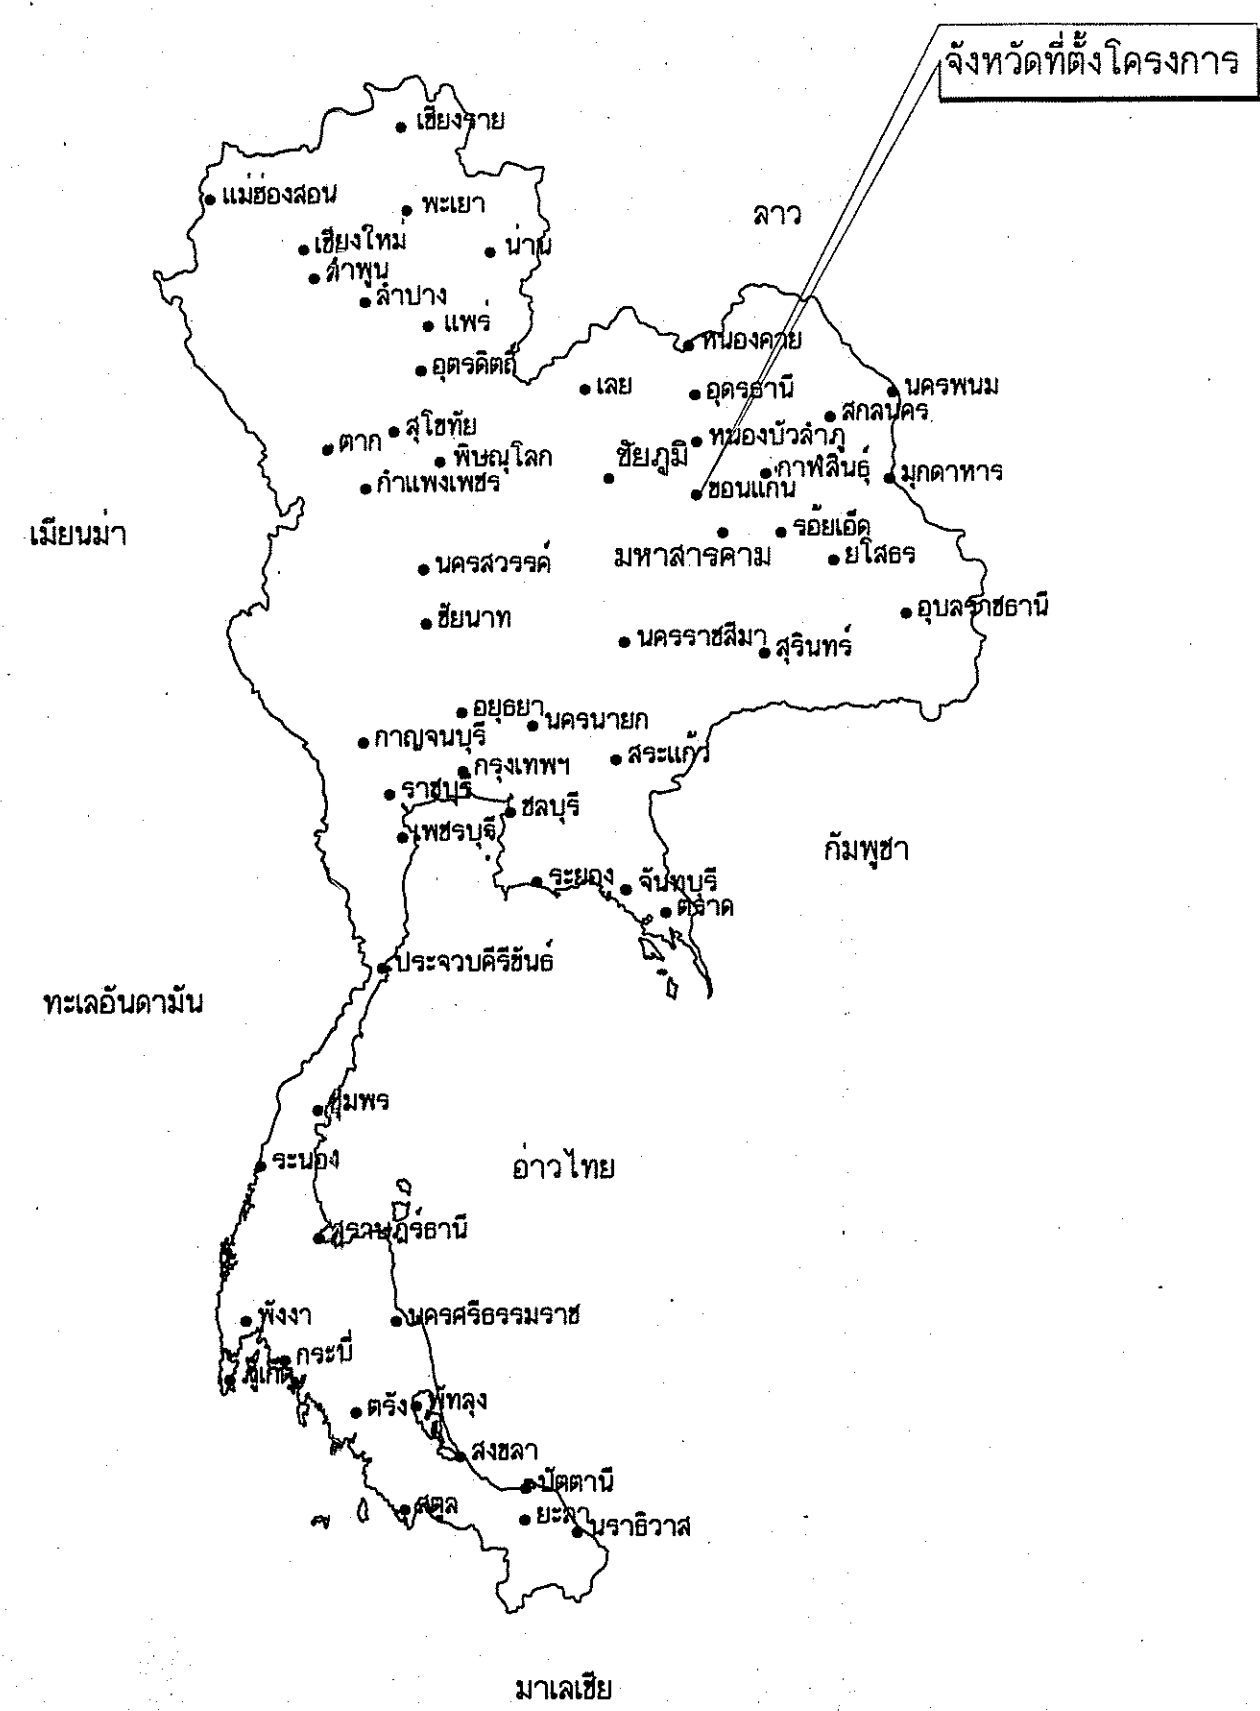 จังหวัดที่ตั้งโครงการ
เชียงราย
แม่ฮ่องสอน
พะเยา
ลาว
เชียงใหม่
น่าน
ลำพูน
ลำปาง
แพร่
หนองคาย
อุตรดิตถ์
เลย
อุดรธานี
นครพนม
สกลนคร
สุโขทัย
ตาก
หนองบัวลำภู
ชัยภูมิ
พิษณุโลก
กาฬสินธุ์
มุกดาหาร
กำแพงเพชร
ขอนแก่น
เมียนม่า
ร้อยเอ็ด
มหาสารคาม
ยโสธร
นครสวรรค์
อุบลราชธานี
ชัยนาท
นครราชสีมา
สุรินทร์
อยุธยา
นครนายก
กาญจนบุรี
สระแก้ว
กรุงเทพฯ
ราชบุรี
ชลบุรี
เพชรบุรี
กัมพูชา
ระยอง
จันทบุรี
ตราด
ประจวบคีรีขันธ์
ทะเลอันดามัน
ชุมพร
ระนอง
อ่าวไทย
สุราษฎร์ธานี
พังงา
นครศรีธรรมราช
กระบี่
ภูเก็ต
ตรัง
พัทลุง
สงขลา
ปัตตานี
สตูล
ยะลา
นราธิวาส
มาเลเซีย